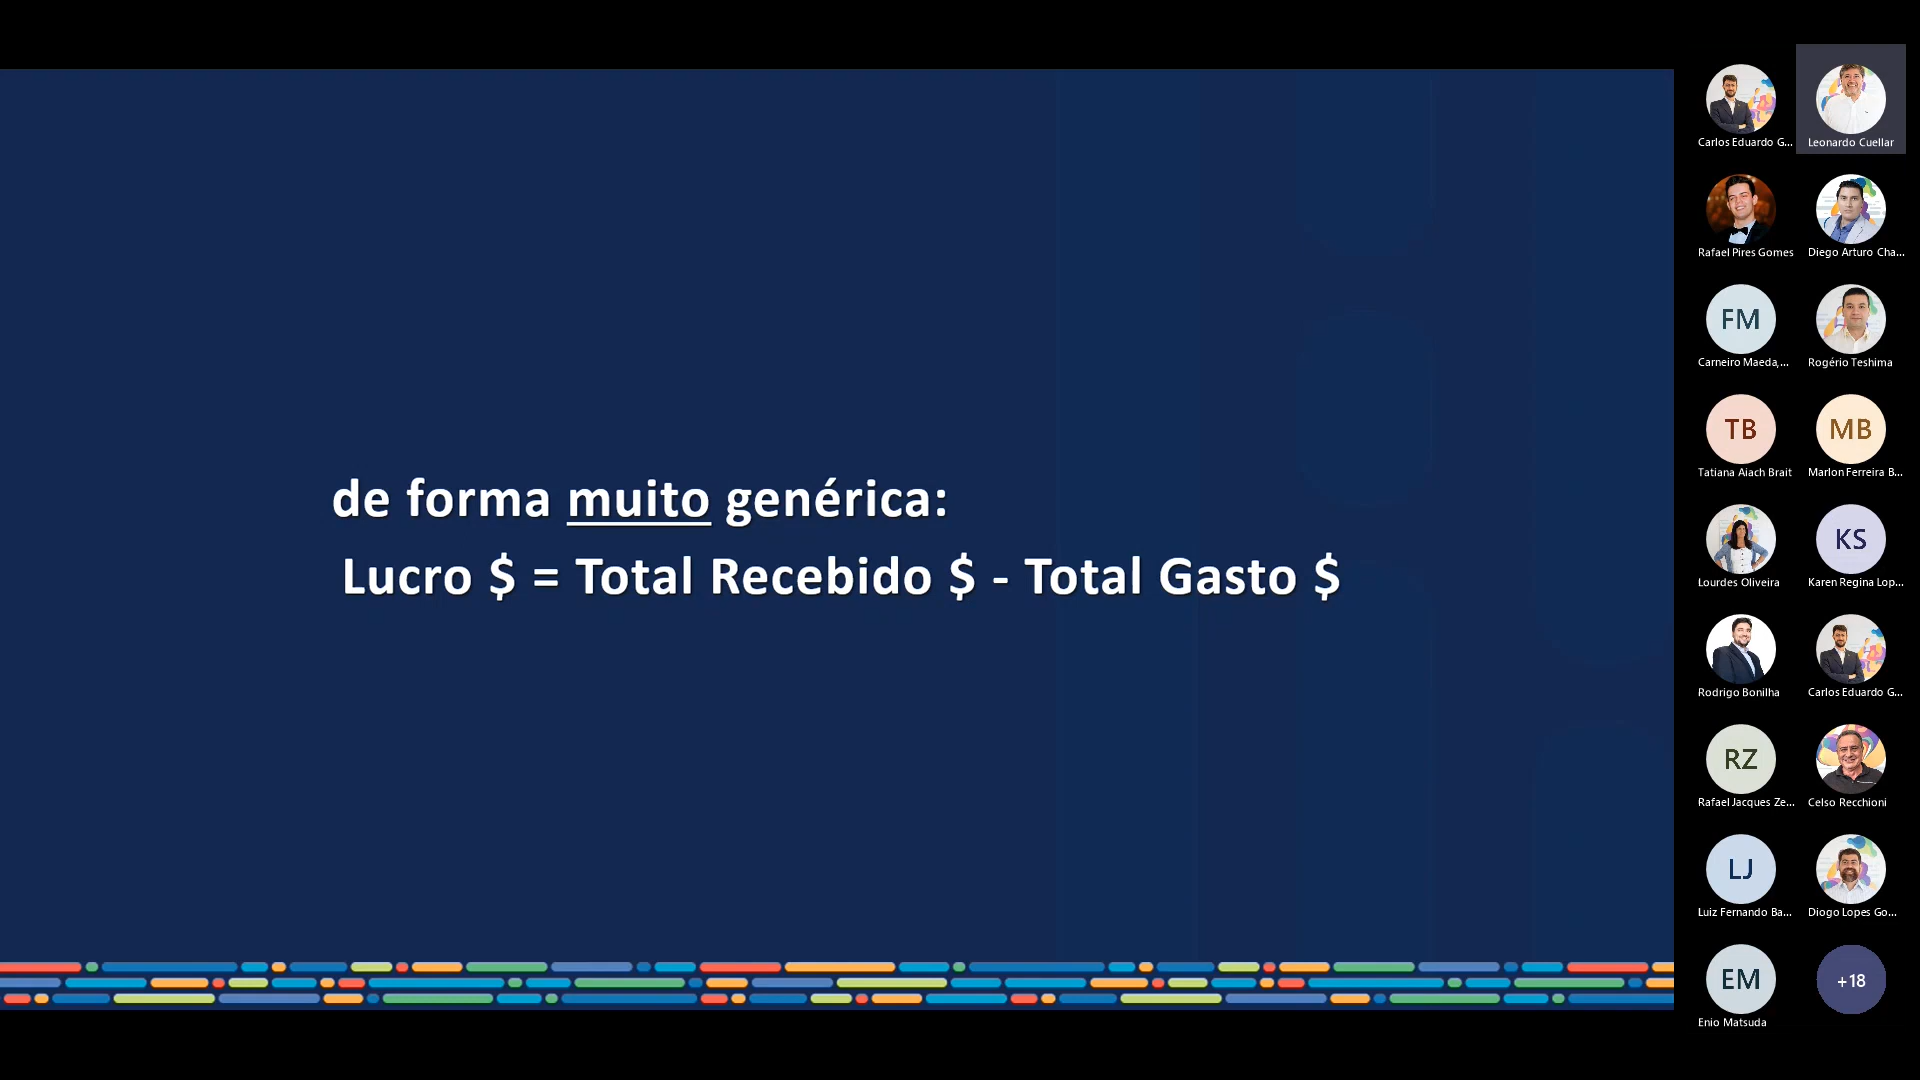 de forma muito genérica:
Lucro $ = Total Recebido $ - Total Gasto $
Carlos Eduardo G...
Leonardo Cuellar
Rafael Pires Gomes
Diego Arturo Cha...
FM
Carneiro Maeda,...
Rogério Teshima
TB
Tatiana Aiach Brait
MB
Marlon Ferreira B...
Lourdes Oliveira
KS
Karen Regina Lop...
Rodrigo Bonilha
Carlos Eduardo G...
RZ
Rafael Jacques Ze...
Celso Recchioni
LJ
Luiz Fernando Ba...
Diogo Lopes Go...
EM
Enio Matsuda
+18